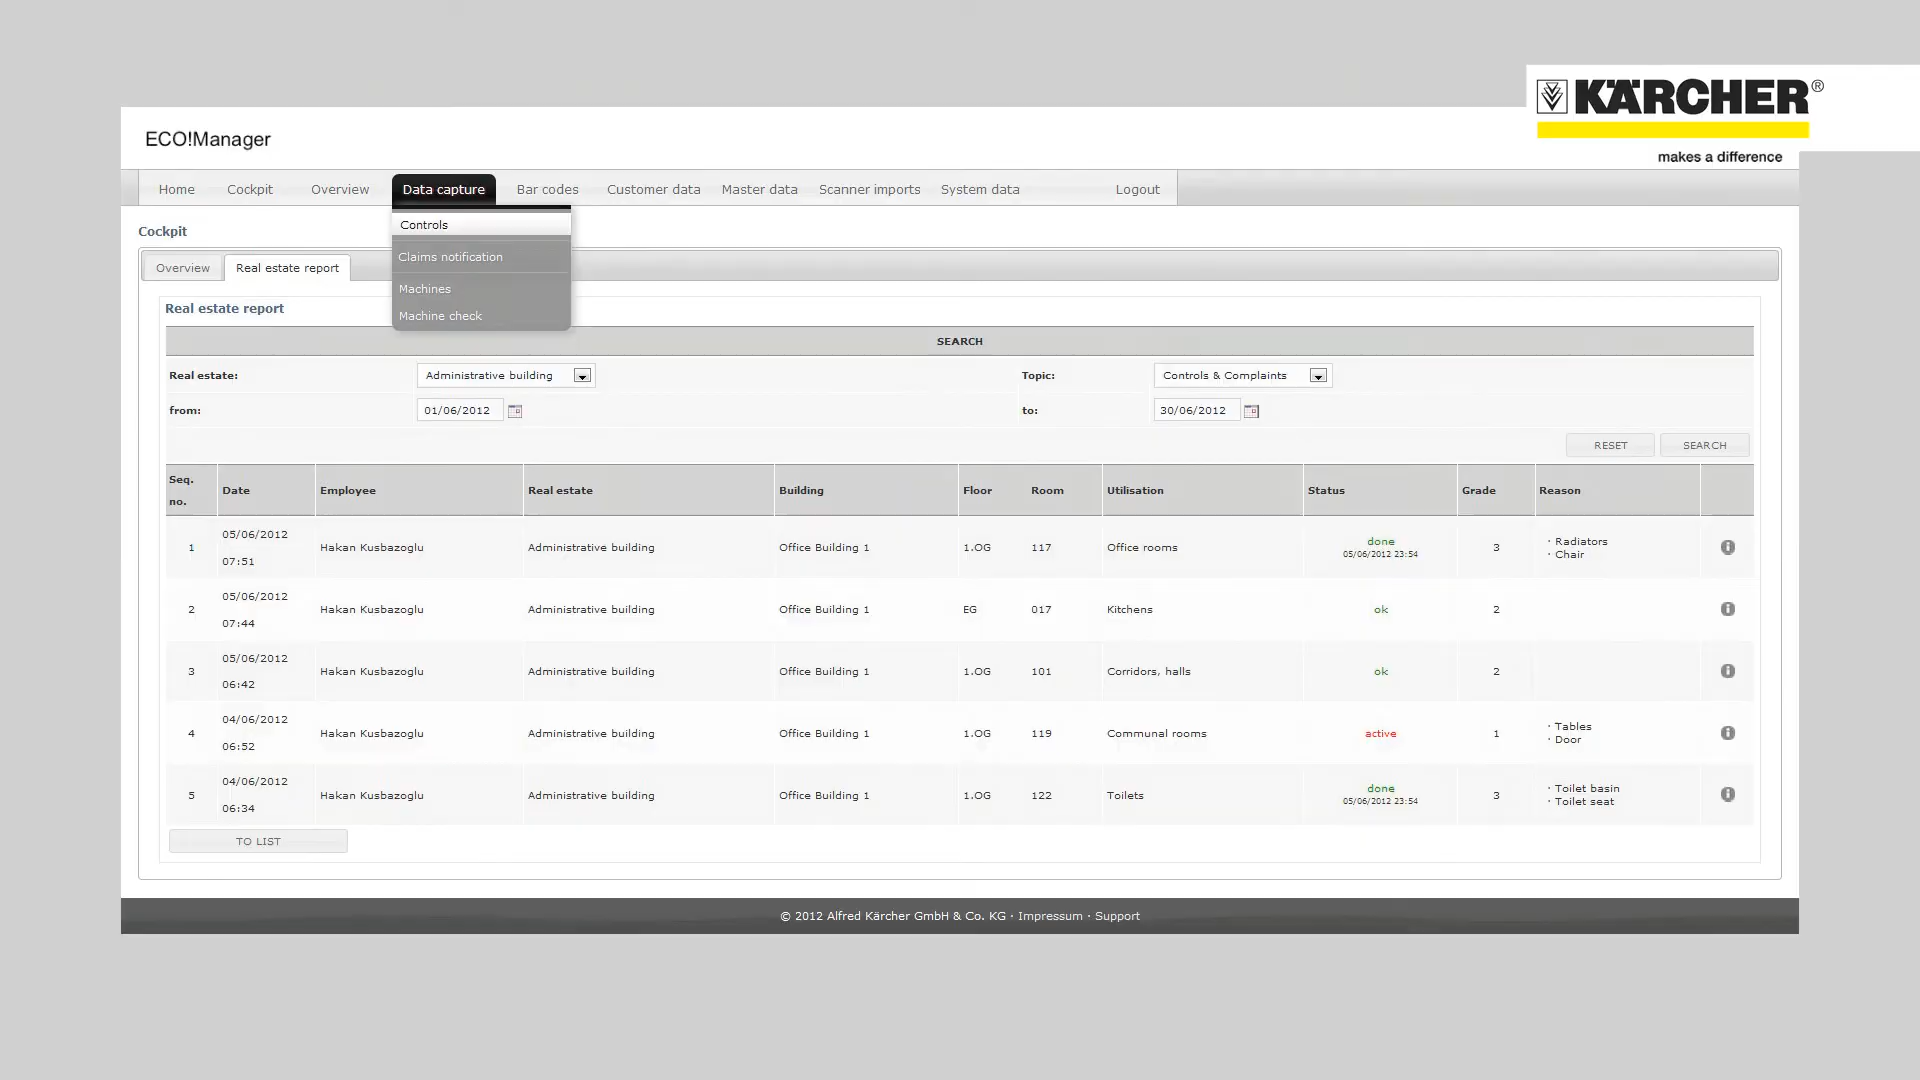 KÄRCHER®
makes a difference
ECO!Manager
Home Cockpit Overview Data capture Bar codes Customer data Master data Scanner imports System data Logout
Controls
Claims notification
Machines
Machine check
Cockpit
Overview Real estate report
Real estate report
SEARCH
Real estate: Administrative building Topic: Controls & Complaints
from: 01/06/2012 to: 30/06/2012
RESET SEARCH
Seq. no. Date Employee Real estate Building Floor Room Utilisation Status Grade Reason
1 05/06/2012 07:51 Hakan Kusbazoglu Administrative building Office Building 1 1.OG 117 Office rooms done 05/06/2012 23:54 3 · Radiators · Chair
2 05/06/2012 07:44 Hakan Kusbazoglu Administrative building Office Building 1 EG 017 Kitchens ok 2
3 05/06/2012 06:42 Hakan Kusbazoglu Administrative building Office Building 1 1.OG 101 Corridors, halls ok 2
4 04/06/2012 06:52 Hakan Kusbazoglu Administrative building Office Building 1 1.OG 119 Communal rooms active 1 · Tables · Door
5 04/06/2012 06:34 Hakan Kusbazoglu Administrative building Office Building 1 1.OG 122 Toilets done 05/06/2012 23:54 3 · Toilet basin · Toilet seat
TO LIST
© 2012 Alfred Kärcher GmbH & Co. KG · Impressum · Support